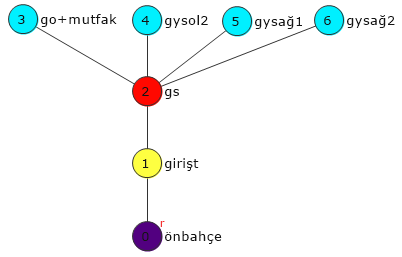 3 go+mutfak 4 gysol2 5 gysağ1 6 gysağ2
2 gs
1 girişt
r
0 önbahçe